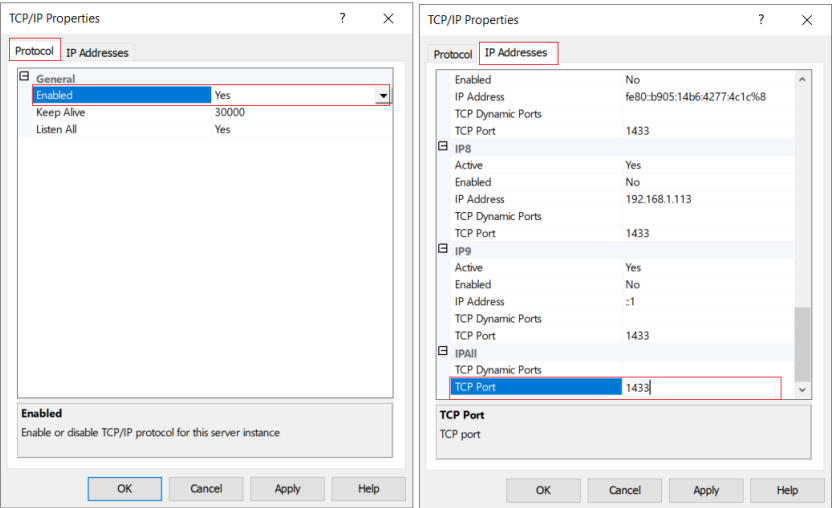 TCP/IP Properties ? ×
Protocol IP Addresses
General
Enabled Yes
Keep Alive 30000
Listen All Yes
Enabled
Enable or disable TCP/IP protocol for this server instance
OK Cancel Apply Help
TCP/IP Properties ? ×
Protocol IP Addresses
Enabled No
IP Address fe80::b905:14b6:4277:4c1c%8
TCP Dynamic Ports
TCP Port 1433
IP8
Active Yes
Enabled No
IP Address 192.168.1.113
TCP Dynamic Ports
TCP Port 1433
IP9
Active Yes
Enabled No
IP Address ::1
TCP Dynamic Ports
TCP Port 1433
IPAll
TCP Dynamic Ports
TCP Port 1433
TCP Port
TCP port
OK Cancel Apply Help